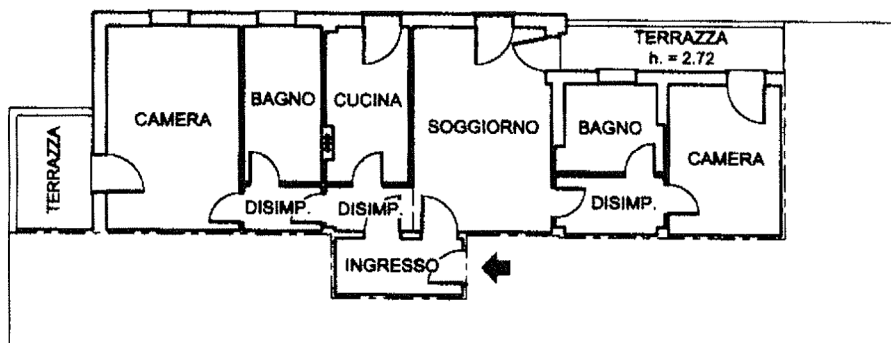 TERRAZZA
h. = 2.72
BAGNO
CUCINA
CAMERA
SOGGIORNO
BAGNO
CAMERA
TERRAZZA
DISIMP.
DISIMP.
DISIMP.
INGRESSO